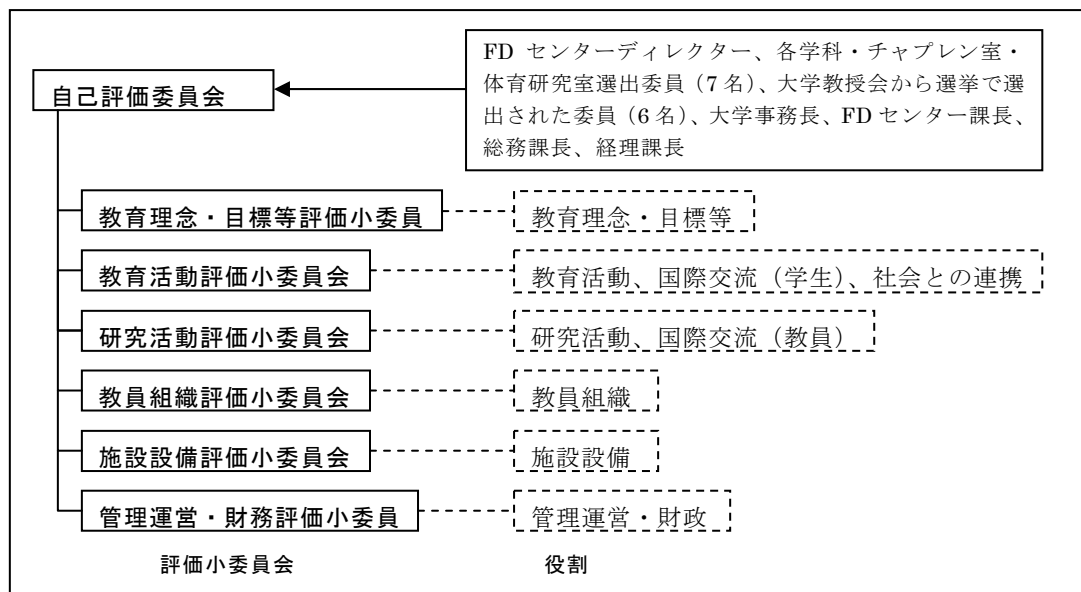 FD センターディレクター、各学科・チャプレン室・
体育研究室選出委員(7名)、大学教授会から選挙で選
出された委員(6名)、大学事務長、FD センター課長、
総務課長、経理課長
自己評価委員会
教育理念・目標等評価小委員 教育理念・目標等
教育活動評価小委員会 教育活動、国際交流(学生)、社会との連携
研究活動評価小委員会 研究活動、国際交流(教員)
教員組織評価小委員会 教員組織
施設設備評価小委員会 施設設備
管理運営・財務評価小委員 管理運営・財政
評価小委員会 役割